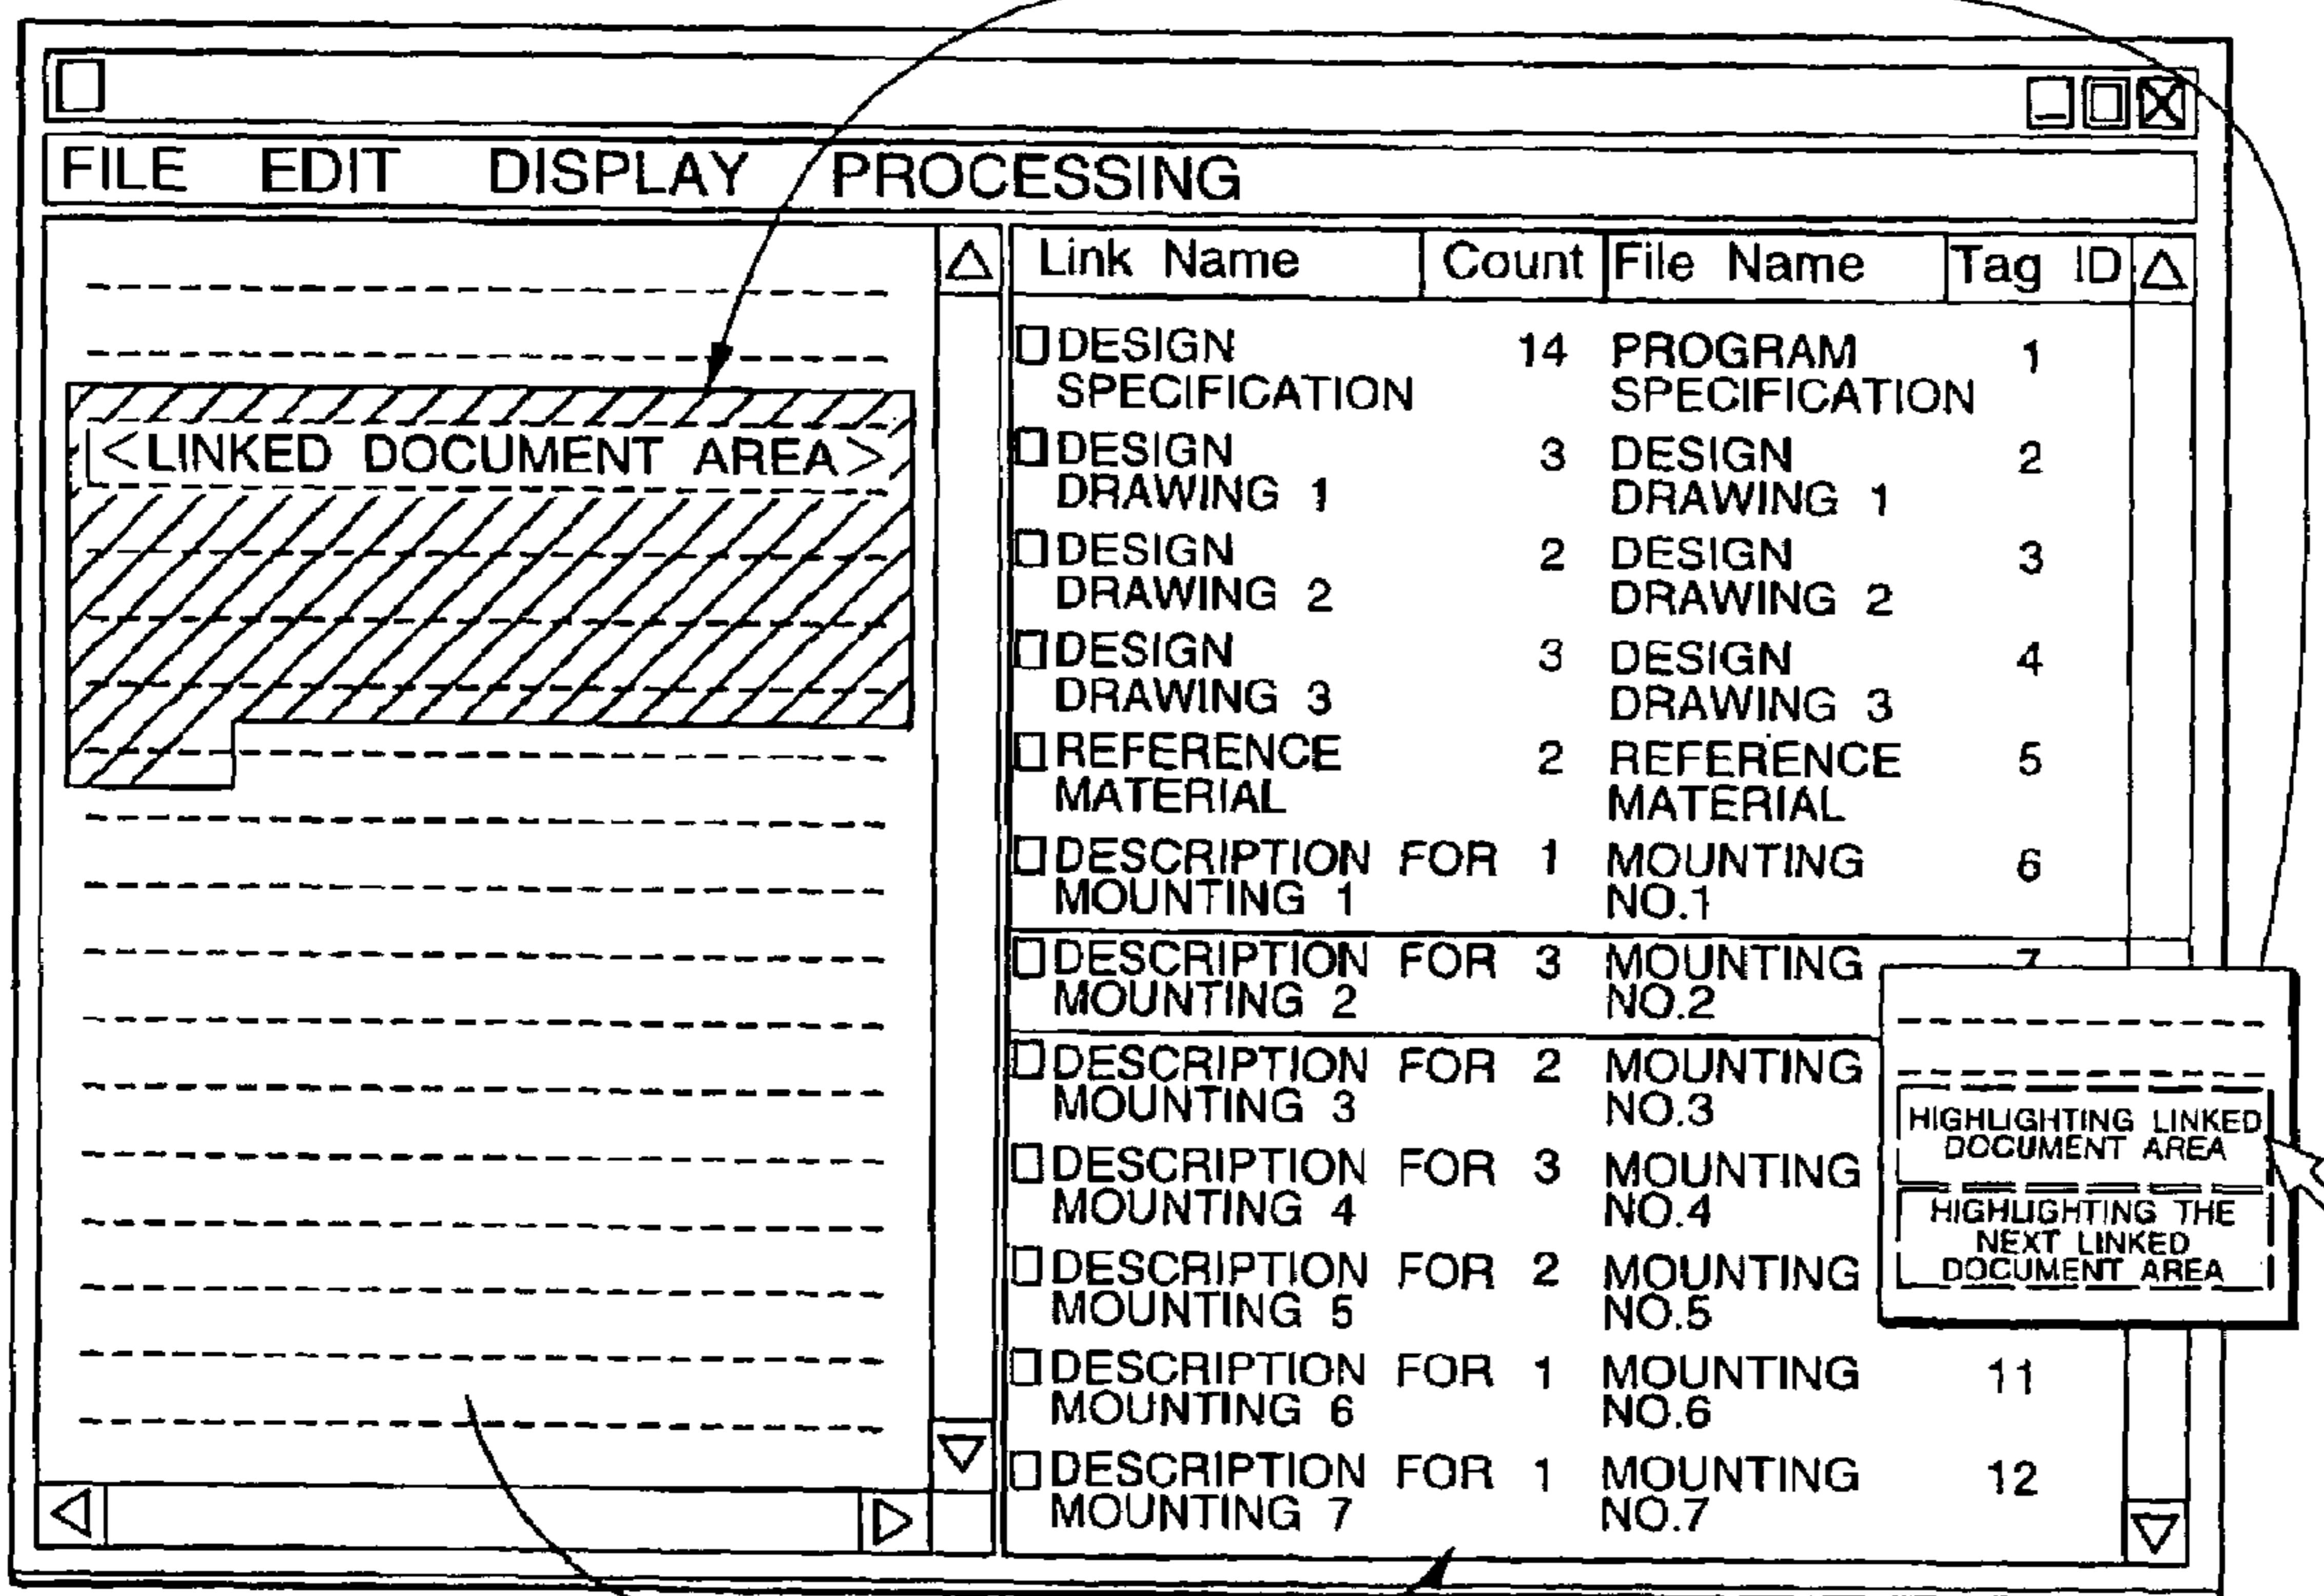 FILE EDIT DISPLAY PROCESSING
<LINKED DOCUMENT AREA>
Link Name Count File Name Tag ID
DESIGN 14 PROGRAM 1
SPECIFICATION SPECIFICATION
DESIGN 3 DESIGN 2
DRAWING 1 DRAWING 1
DESIGN 2 DESIGN 3
DRAWING 2 DRAWING 2
DESIGN 3 DESIGN 4
DRAWING 3 DRAWING 3
REFERENCE 2 REFERENCE 5
MATERIAL MATERIAL
DESCRIPTION FOR 1 MOUNTING 6
MOUNTING 1 NO.1
DESCRIPTION FOR 3 MOUNTING 7
MOUNTING 2 NO.2
DESCRIPTION FOR 2 MOUNTING
MOUNTING 3 NO.3
DESCRIPTION FOR 3 MOUNTING
MOUNTING 4 NO.4
DESCRIPTION FOR 2 MOUNTING
MOUNTING 5 NO.5
DESCRIPTION FOR 1 MOUNTING 11
MOUNTING 6 NO.6
DESCRIPTION FOR 1 MOUNTING 12
MOUNTING 7 NO.7
HIGHLIGHTING LINKED
DOCUMENT AREA
HIGHLIGHTING THE
NEXT LINKED
DOCUMENT AREA